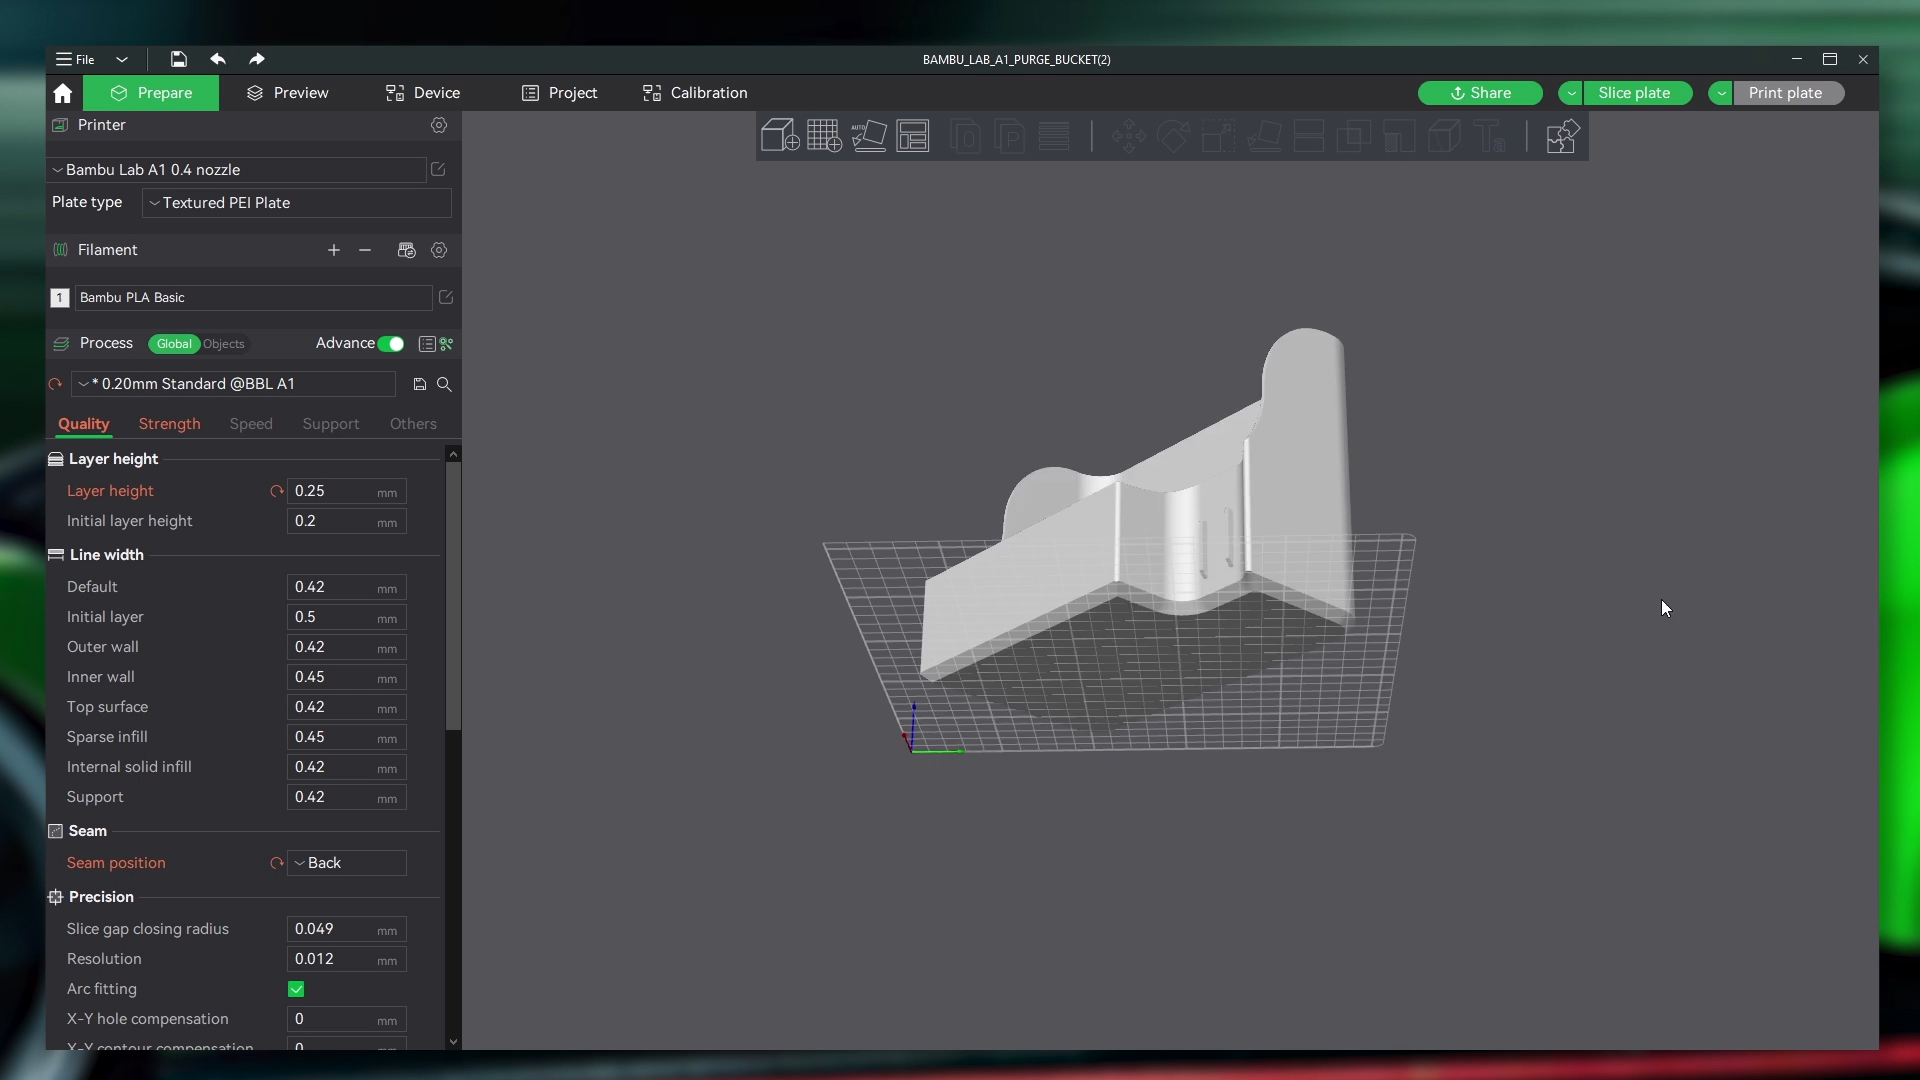 File
BAMBU_LAB_A1_PURGE_BUCKET(2)
Prepare
Preview
Device
Project
Calibration
Share
Slice plate
Print plate
Printer
Bambu Lab A1 0.4 nozzle
Plate type
Textured PEI Plate
Filament
1
Bambu PLA Basic
Process
Global
Objects
Advance
* 0.20mm Standard @BBL A1
Quality
Strength
Speed
Support
Others
Layer height
Layer height 0.25 mm
Initial layer height 0.2 mm
Line width
Default 0.42 mm
Initial layer 0.5 mm
Outer wall 0.42 mm
Inner wall 0.45 mm
Top surface 0.42 mm
Sparse infill 0.45 mm
Internal solid infill 0.42 mm
Support 0.42 mm
Seam
Seam position Back
Precision
Slice gap closing radius 0.049 mm
Resolution 0.012 mm
Arc fitting
X-Y hole compensation 0 mm
X-Y contour compensation 0
AUTO